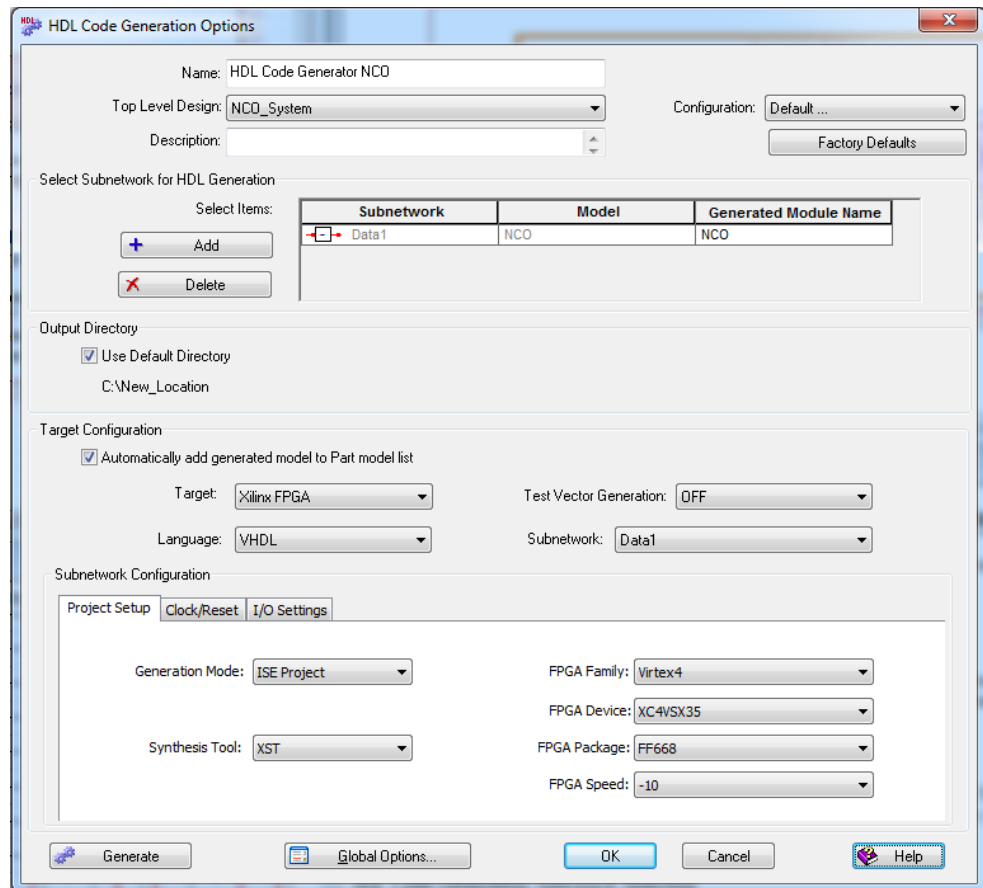 HDL Code Generation Options
Name: HDL Code Generator NCO
Top Level Design: NCO_System Configuration: Default ...
Description: Factory Defaults
Select Subnetwork for HDL Generation
Select Items: Subnetwork Model Generated Module Name
Data1 NCO NCO
Add
Delete
Output Directory
Use Default Directory
C:\New_Location
Target Configuration
Automatically add generated model to Part model list
Target: Xilinx FPGA Test Vector Generation: OFF
Language: VHDL Subnetwork: Data1
Subnetwork Configuration
Project Setup Clock/Reset I/O Settings
Generation Mode: ISE Project FPGA Family: Virtex4
FPGA Device: XC4VSX35
Synthesis Tool: XST FPGA Package: FF668
FPGA Speed: -10
Generate Global Options... OK Cancel Help